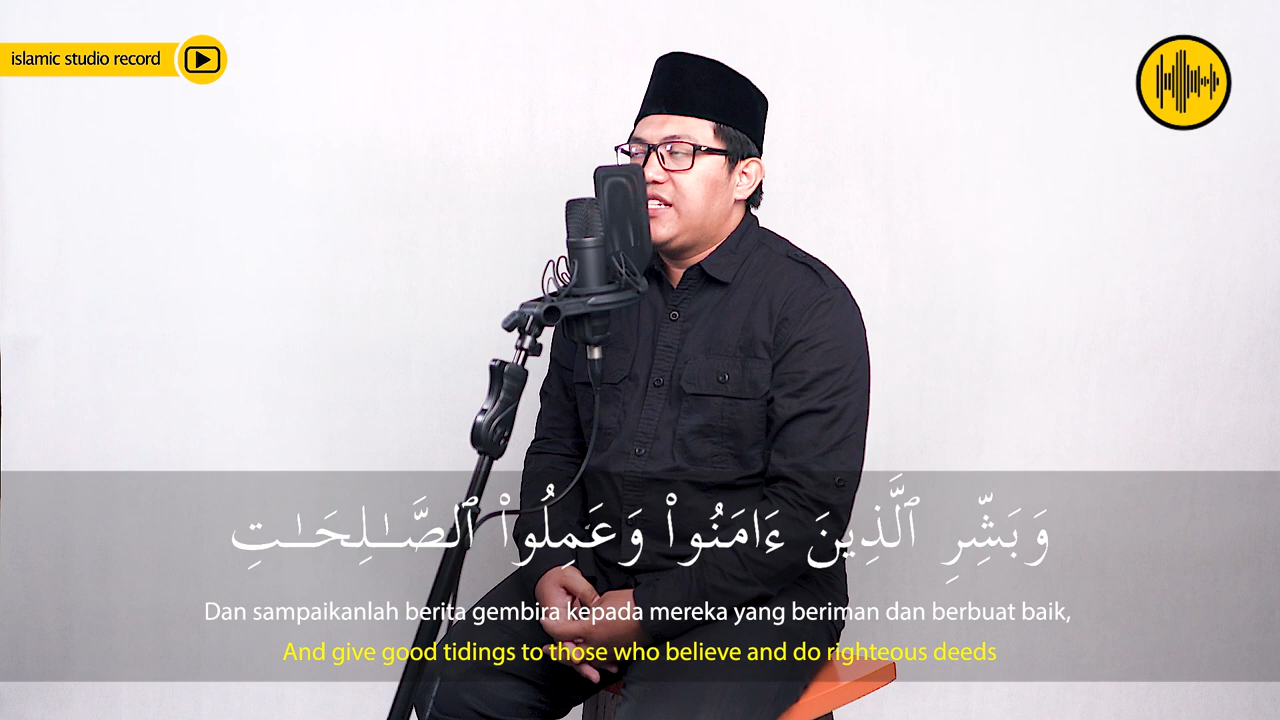 islamic studio record
وَبَشِّرِ ٱلَّذِينَ ءَامَنُوا۟ وَعَمِلُوا۟ ٱلصَّـٰلِحَـٰتِ
Dan sampaikanlah berita gembira kepada mereka yang beriman dan berbuat baik,
And give good tidings to those who believe and do righteous deeds